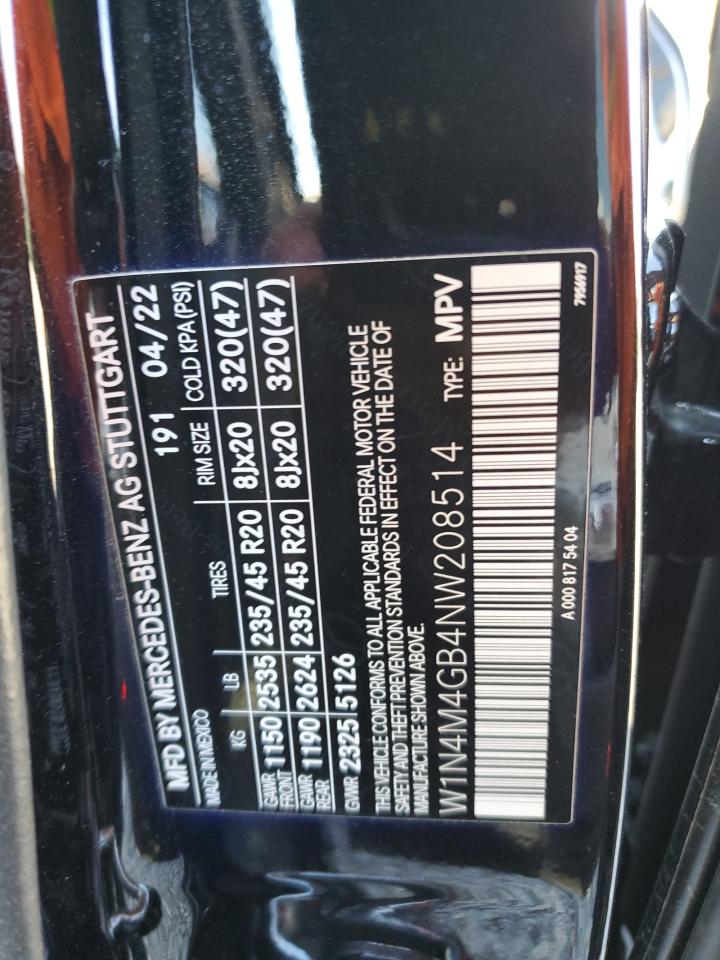 MFD BY MERCEDES-BENZ AG STUTTGART
MADE IN MEXICO 191 04/22
KG LB TIRES RIM SIZE COLD KPA (PSI)
GAWR FRONT 1150 2535 235/45 R20 8Jx20 320(47)
GAWR REAR 1190 2624 235/45 R20 8Jx20 320(47)
GVWR 2325 5126
THIS VEHICLE CONFORMS TO ALL APPLICABLE FEDERAL MOTOR VEHICLE
SAFETY AND THEFT PREVENTION STANDARDS IN EFFECT ON THE DATE OF
MANUFACTURE SHOWN ABOVE.
W1N4M4GB4NW208514 TYPE: MPV
A 000 817 54 04 7956917